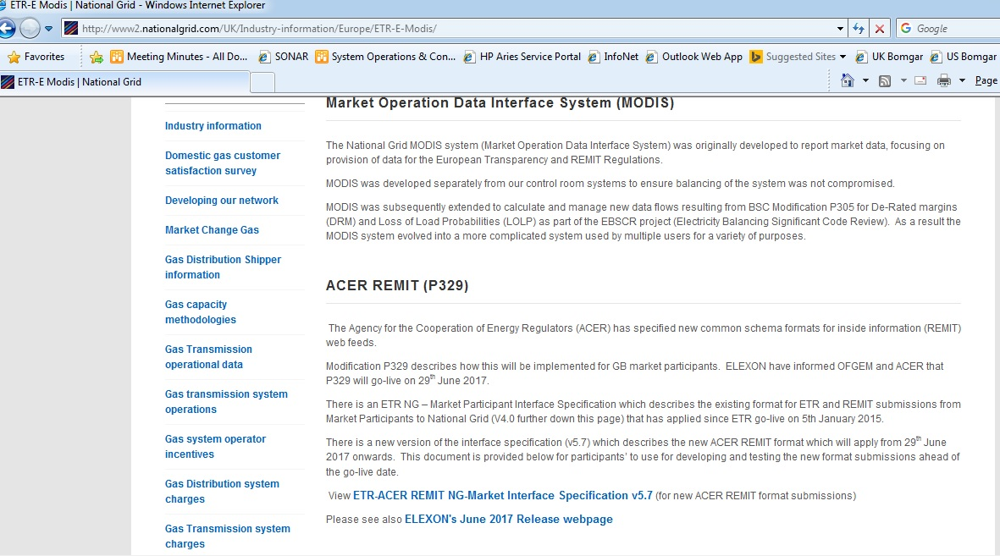 ETR-E Modis | National Grid - Windows Internet Explorer
http://www2.nationalgrid.com/UK/Industry-information/Europe/ETR-E-Modis/
Google
Favorites
Meeting Minutes - All Do...
SONAR
System Operations & Con...
HP Aries Service Portal
InfoNet
Outlook Web App
Suggested Sites
UK Bomgar
US Bomgar
ETR-E Modis | National Grid
Page
Industry information
Domestic gas customer
satisfaction survey
Developing our network
Market Change Gas
Gas Distribution Shipper
information
Gas capacity
methodologies
Gas Transmission
operational data
Gas transmission system
operations
Gas system operator
incentives
Gas Distribution system
charges
Gas Transmission system
charges
Market Operation Data Interface System (MODIS)
The National Grid MODIS system (Market Operation Data Interface System) was originally developed to report market data, focusing on
provision of data for the European Transparency and REMIT Regulations.
MODIS was developed separately from our control room systems to ensure balancing of the system was not compromised.
MODIS was subsequently extended to calculate and manage new data flows resulting from BSC Modification P305 for De-Rated margins
(DRM) and Loss of Load Probabilities (LOLP) as part of the EBSCR project (Electricity Balancing Significant Code Review). As a result the
MODIS system evolved into a more complicated system used by multiple users for a variety of purposes.
ACER REMIT (P329)
The Agency for the Cooperation of Energy Regulators (ACER) has specified new common schema formats for inside information (REMIT)
web feeds.
Modification P329 describes how this will be implemented for GB market participants. ELEXON have informed OFGEM and ACER that
P329 will go-live on 29th June 2017.
There is an ETR NG – Market Participant Interface Specification which describes the existing format for ETR and REMIT submissions from
Market Participants to National Grid (V4.0 further down this page) that has applied since ETR go-live on 5th January 2015.
There is a new version of the interface specification (v5.7) which describes the new ACER REMIT format which will apply from 29th June
2017 onwards. This document is provided below for participants' to use for developing and testing the new format submissions ahead of
the go-live date.
View ETR-ACER REMIT NG-Market Interface Specification v5.7 (for new ACER REMIT format submissions)
Please see also ELEXON's June 2017 Release webpage